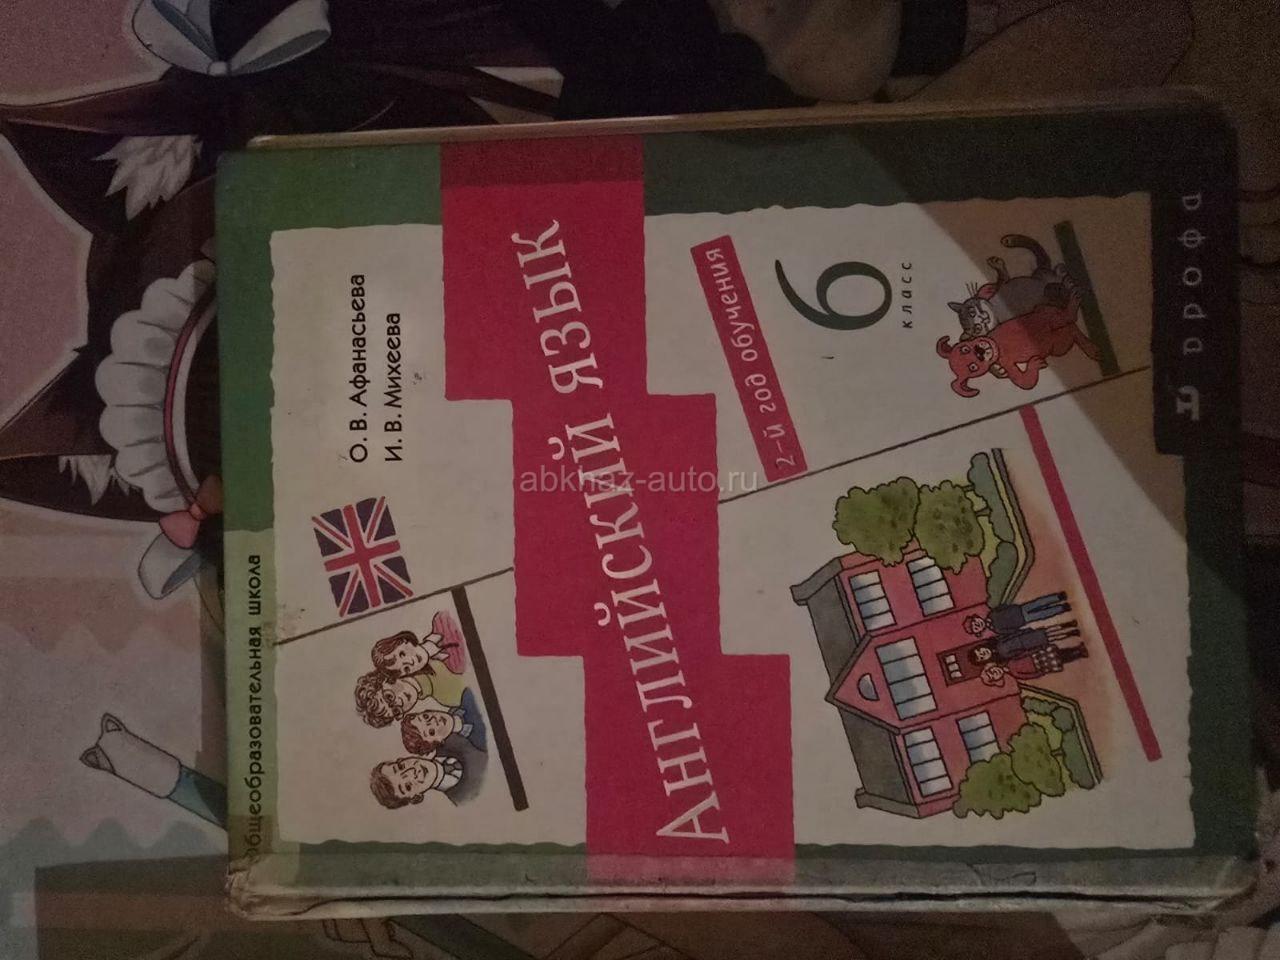 Общеобразовательная школа
О. В. Афанасьева
И. В. Михеева
Английский язык
2-й год обучения
6
класс
дрофа
abkhaz-auto.ru